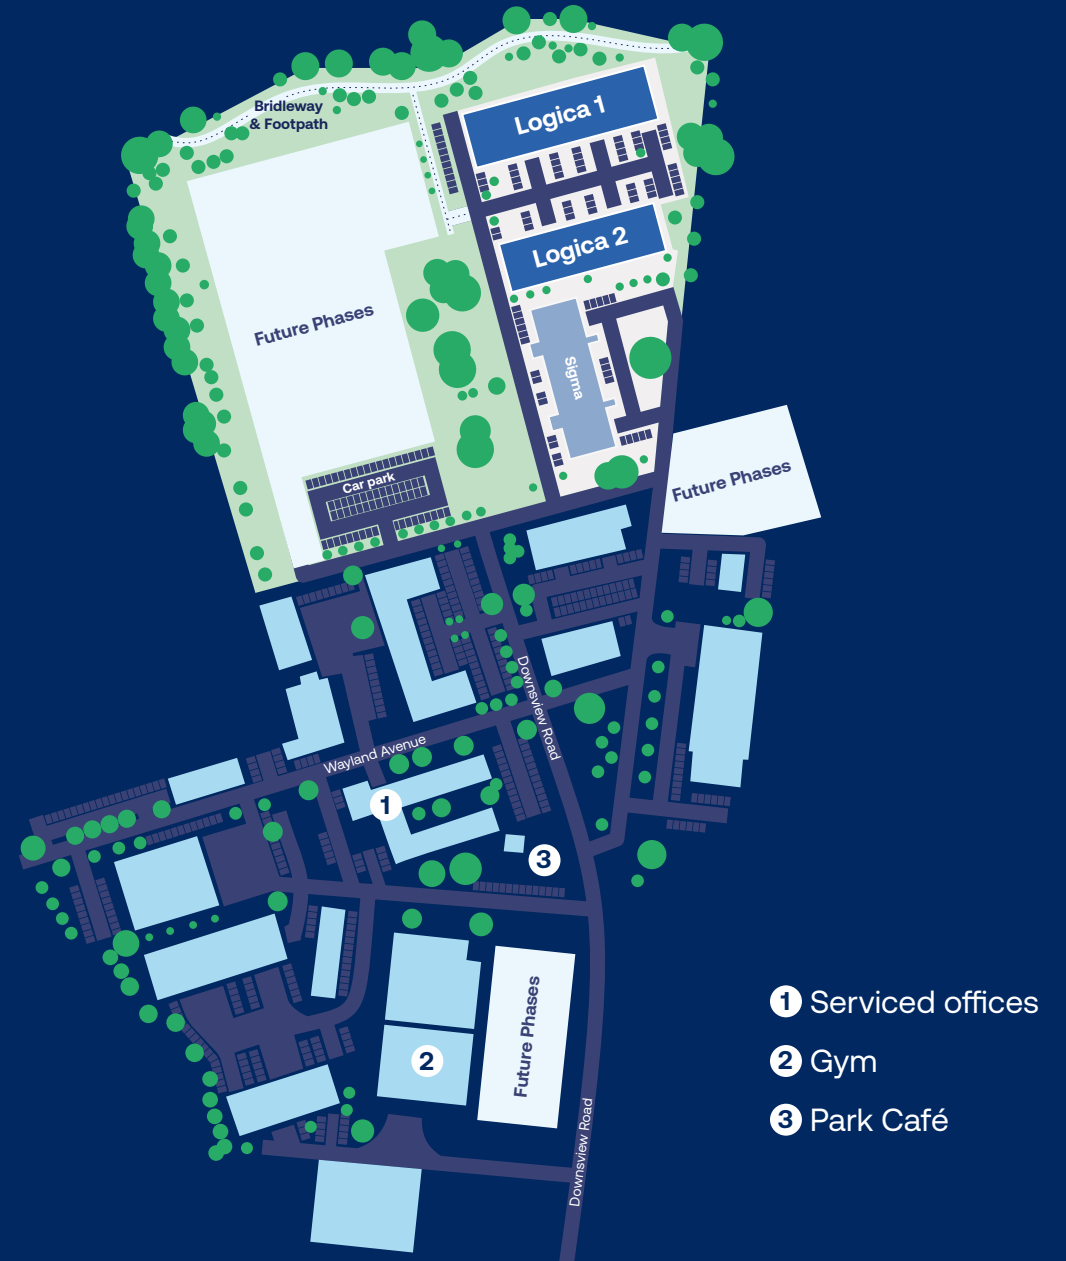 Bridleway
& Footpath
Logica 1
Logica 2
Future Phases
Sigma
Car park
Future Phases
Downsview Road
Wayland Avenue
1
3
Future Phases
2
Downsview Road
1 Serviced offices
2 Gym
3 Park Café